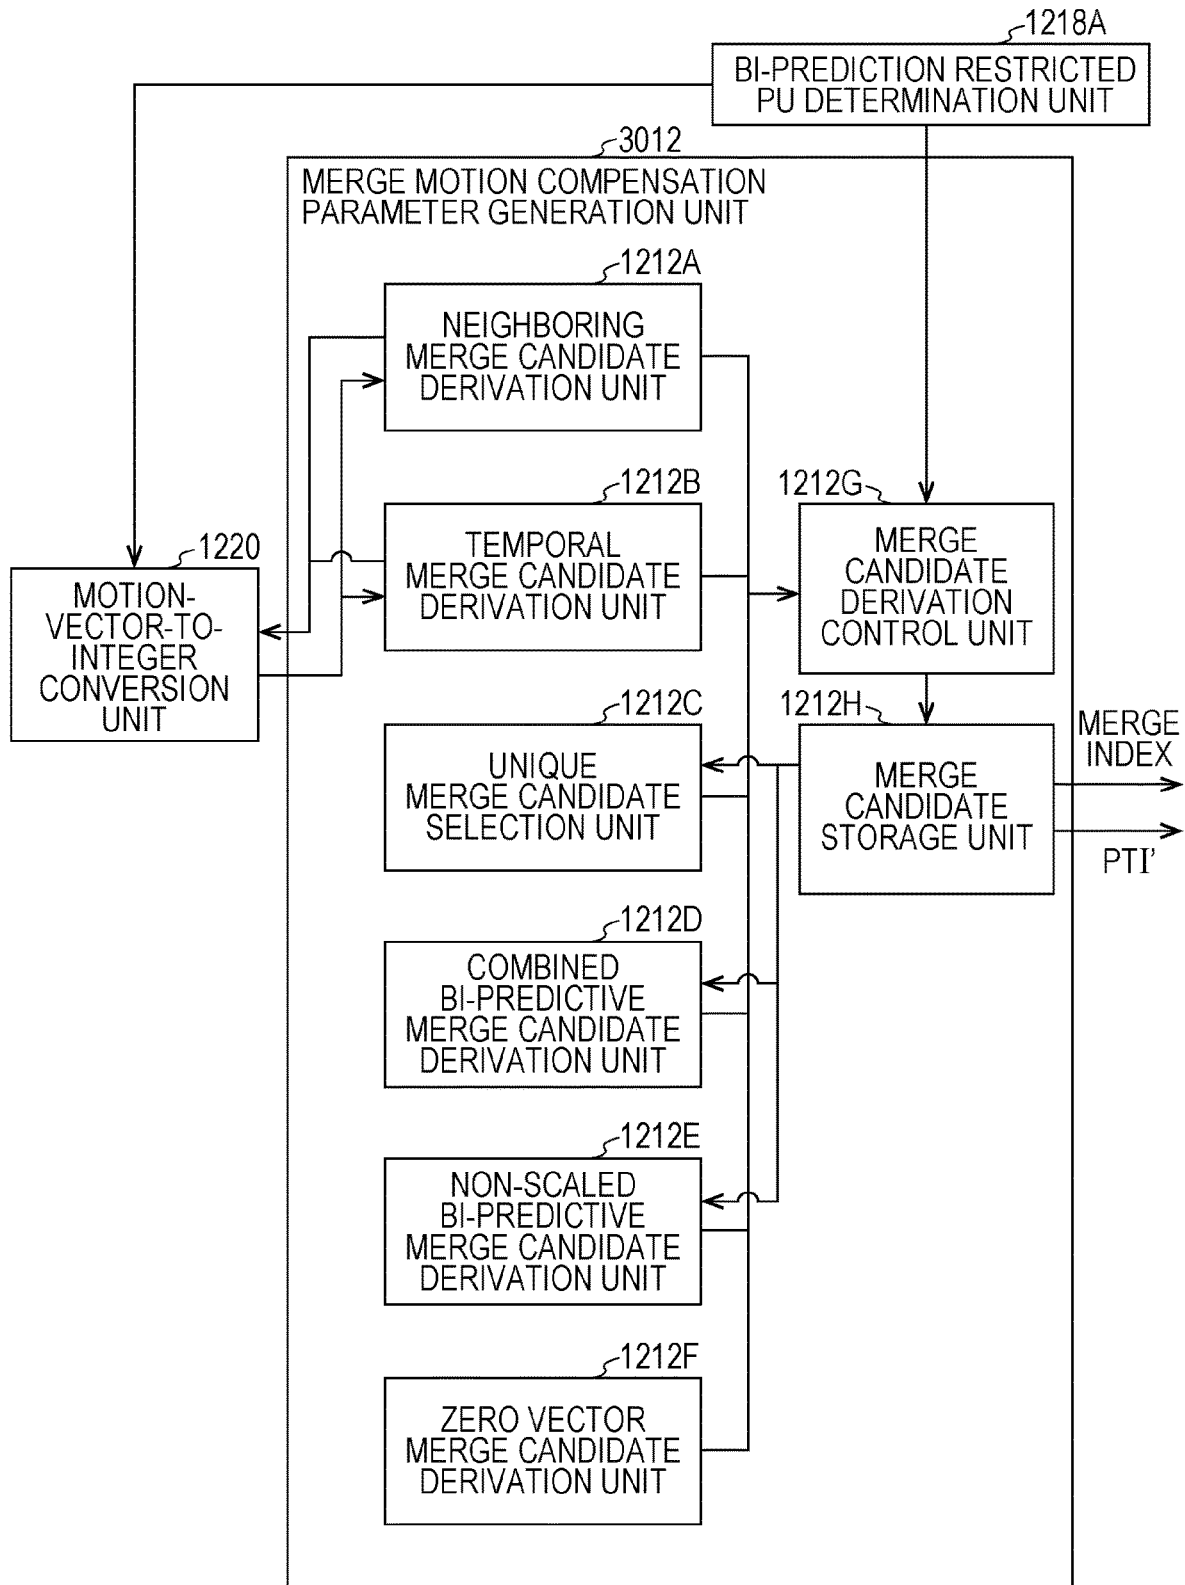 1218A
BI-PREDICTION RESTRICTED
PU DETERMINATION UNIT
3012
MERGE MOTION COMPENSATION
PARAMETER GENERATION UNIT
1212A
NEIGHBORING
MERGE CANDIDATE
DERIVATION UNIT
1212B
TEMPORAL
MERGE CANDIDATE
DERIVATION UNIT
1212G
MERGE
CANDIDATE
DERIVATION
CONTROL UNIT
1220
MOTION-
VECTOR-TO-
INTEGER
CONVERSION
UNIT
1212C
UNIQUE
MERGE CANDIDATE
SELECTION UNIT
1212H
MERGE
CANDIDATE
STORAGE UNIT
MERGE
INDEX
PTI'
1212D
COMBINED
BI-PREDICTIVE
MERGE CANDIDATE
DERIVATION UNIT
1212E
NON-SCALED
BI-PREDICTIVE
MERGE CANDIDATE
DERIVATION UNIT
1212F
ZERO VECTOR
MERGE CANDIDATE
DERIVATION UNIT